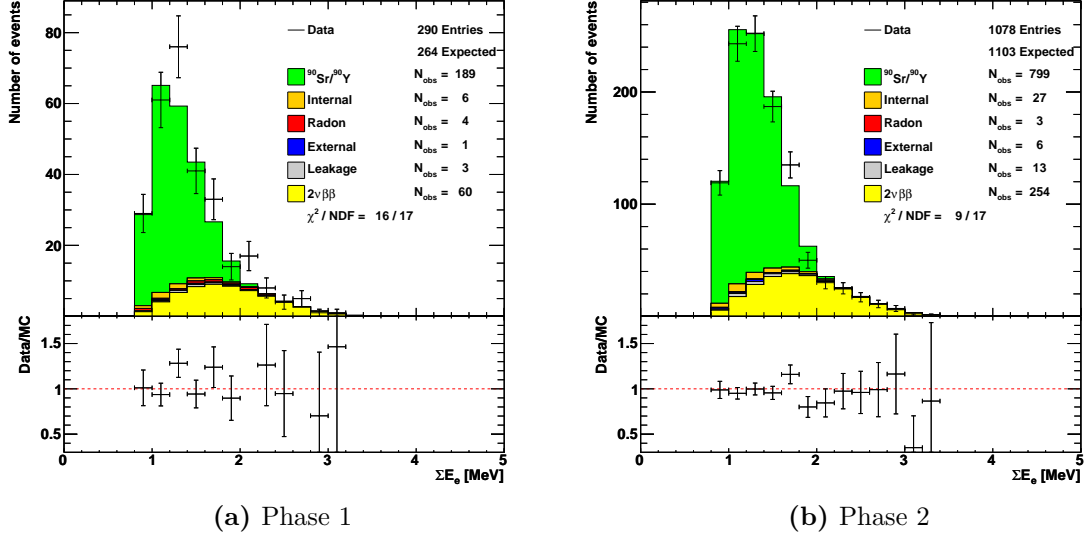 Number of events
80
60
40
20
Data 290 Entries
264 Expected
⁹⁰Sr/⁹⁰Y N_obs = 189
Internal N_obs = 6
Radon N_obs = 4
External N_obs = 1
Leakage N_obs = 3
2νββ N_obs = 60
χ² / NDF = 16 / 17
Data/MC
1.5
1
0.5
0 1 2 3 4 5
ΣE_e [MeV]
(a) Phase 1
Number of events
200
100
Data 1078 Entries
1103 Expected
⁹⁰Sr/⁹⁰Y N_obs = 799
Internal N_obs = 27
Radon N_obs = 3
External N_obs = 6
Leakage N_obs = 13
2νββ N_obs = 254
χ² / NDF = 9 / 17
Data/MC
1.5
1
0.5
0 1 2 3 4 5
ΣE_e [MeV]
(b) Phase 2